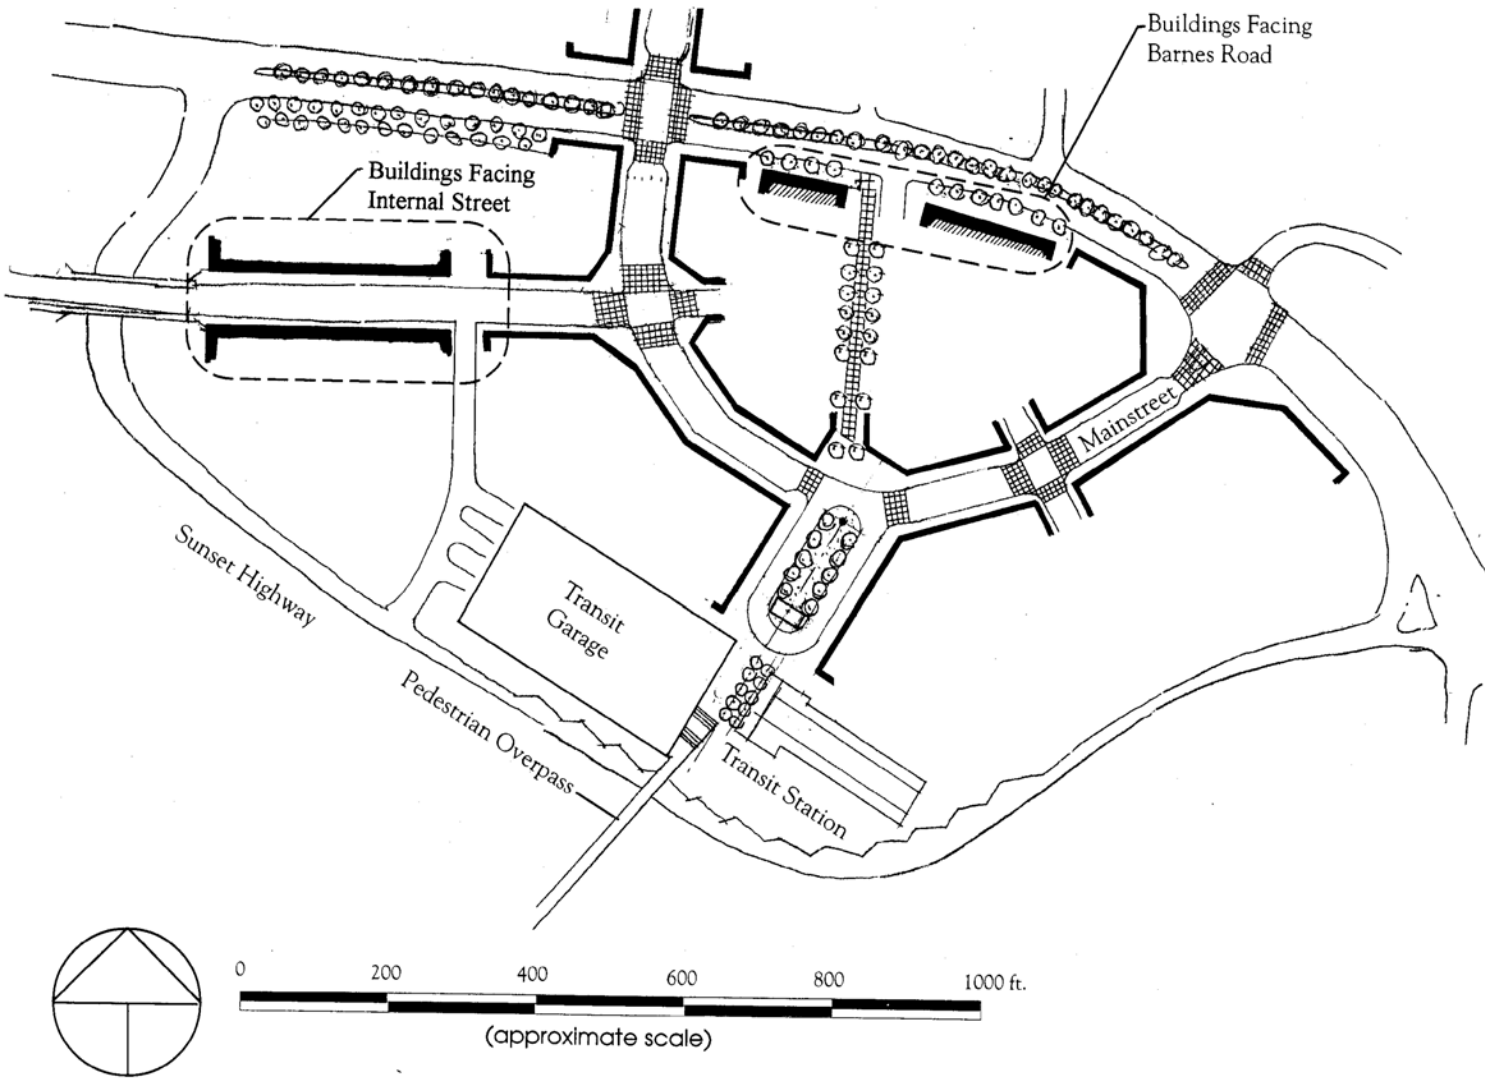 Buildings Facing
Barnes Road
Buildings Facing
Internal Street
Mainstreet
Sunset Highway
Transit
Garage
Pedestrian Overpass
Transit Station
0 200 400 600 800 1000 ft.
(approximate scale)